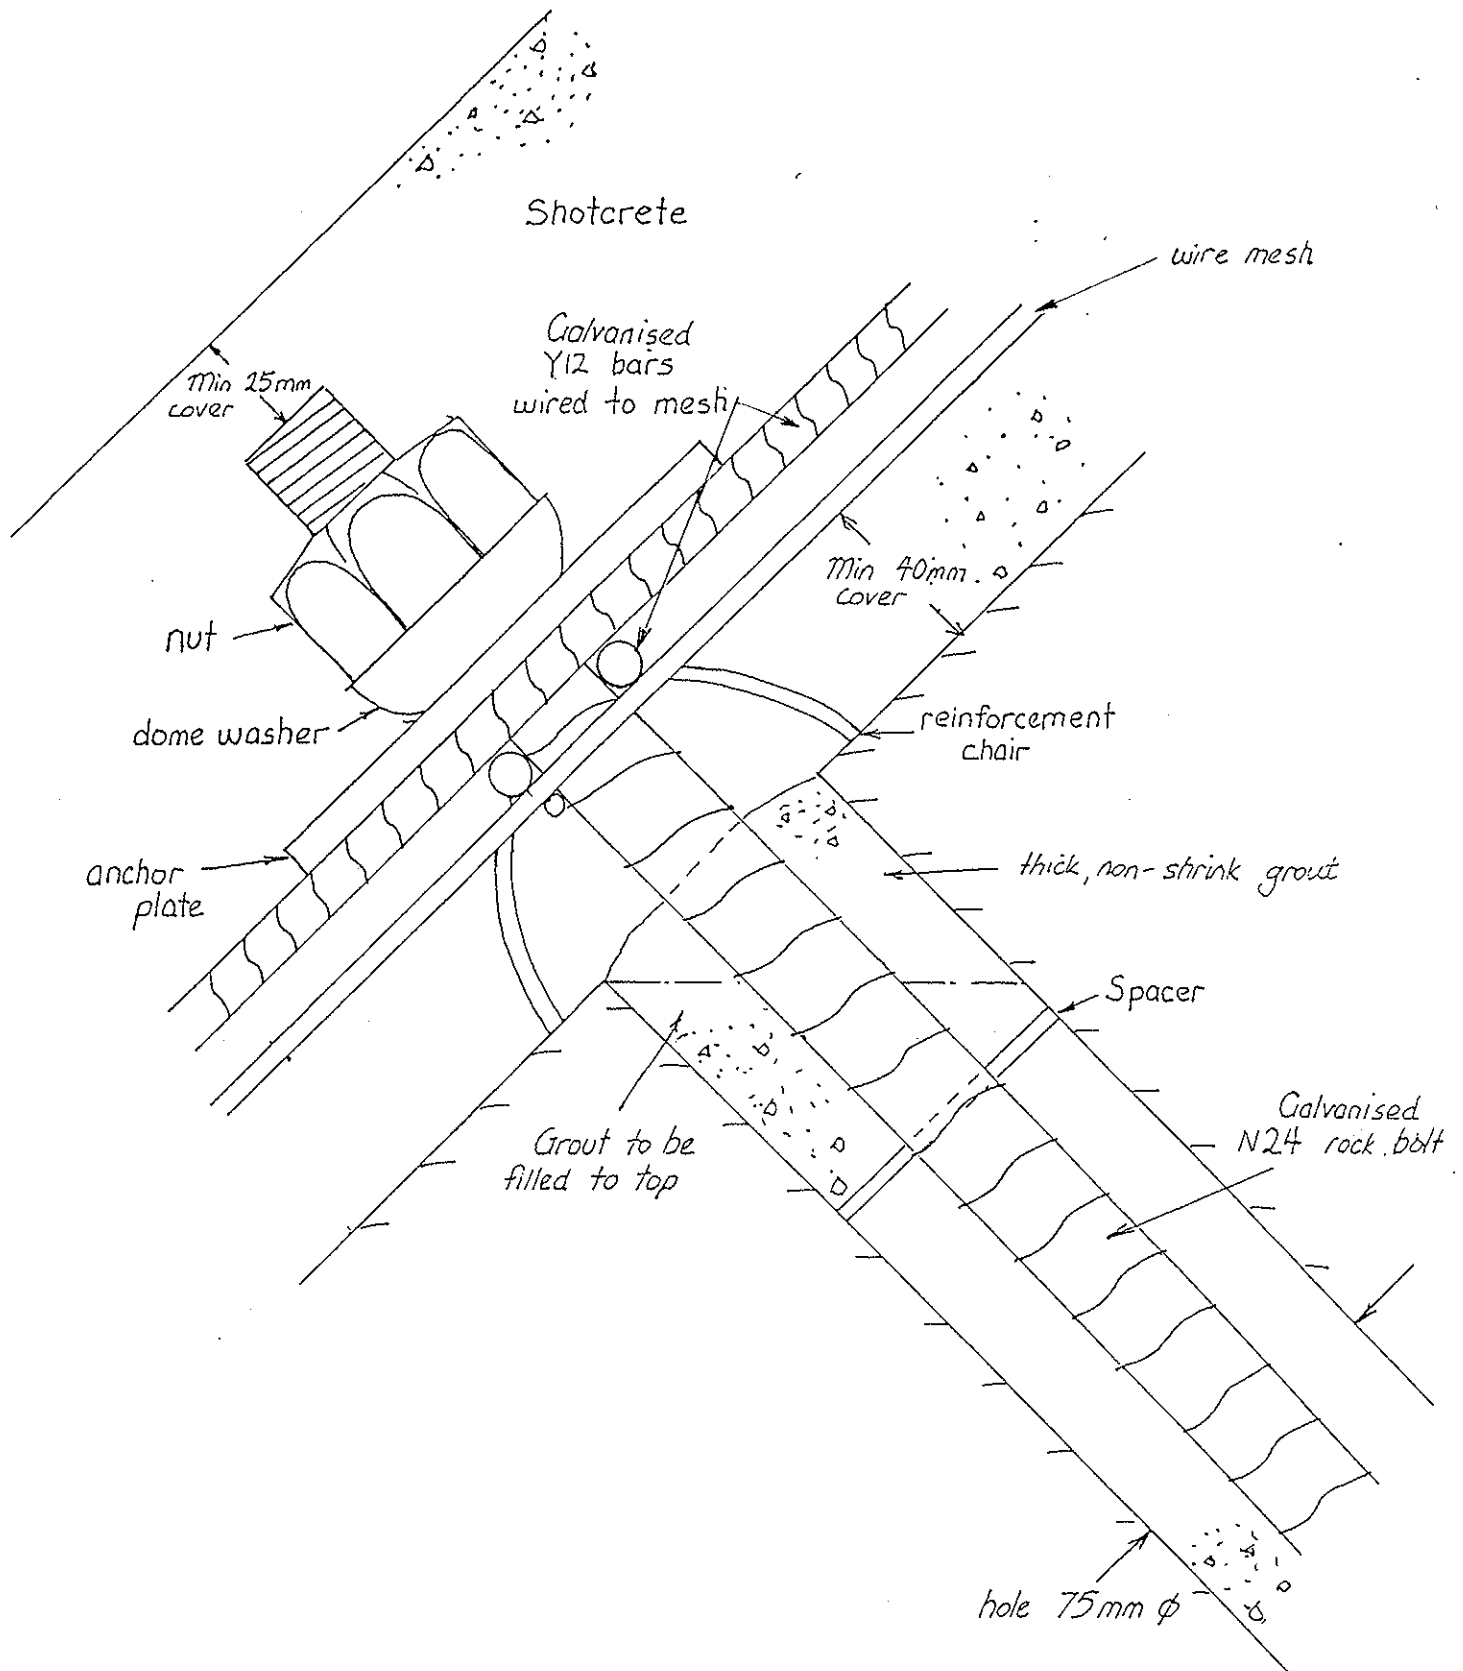 Shotcrete
wire mesh
Galvanised
Y12 bars
wired to mesh
Min 25mm
cover
Min 40mm.
cover
nut
dome washer
reinforcement
chair
anchor
plate
thick, non-shrink grout
Spacer
Grout to be
filled to top
Galvanised
N24 rock bolt
hole 75mm ϕ